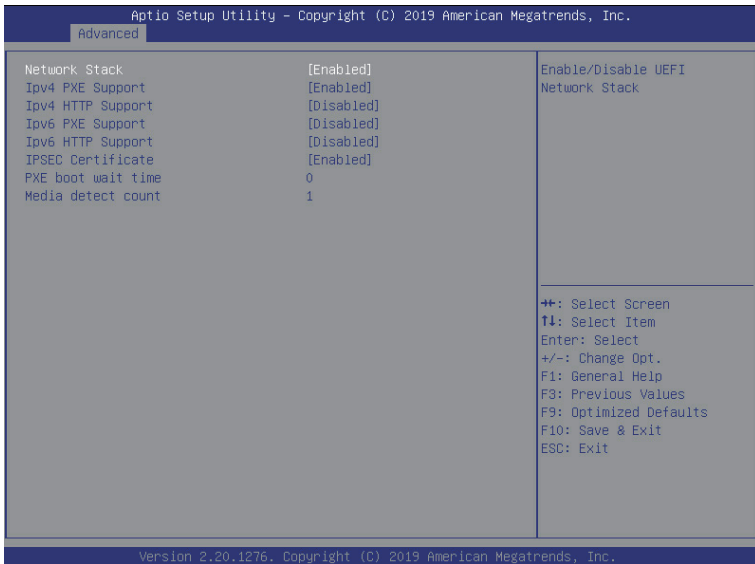 Aptio Setup Utility – Copyright (C) 2019 American Megatrends, Inc.
Advanced
Network Stack [Enabled]
Ipv4 PXE Support [Enabled]
Ipv4 HTTP Support [Disabled]
Ipv6 PXE Support [Disabled]
Ipv6 HTTP Support [Disabled]
IPSEC Certificate [Enabled]
PXE boot wait time 0
Media detect count 1
Enable/Disable UEFI
Network Stack
→←: Select Screen
↑↓: Select Item
Enter: Select
+/-: Change Opt.
F1: General Help
F3: Previous Values
F9: Optimized Defaults
F10: Save & Exit
ESC: Exit
Version 2.20.1276. Copyright (C) 2019 American Megatrends, Inc.